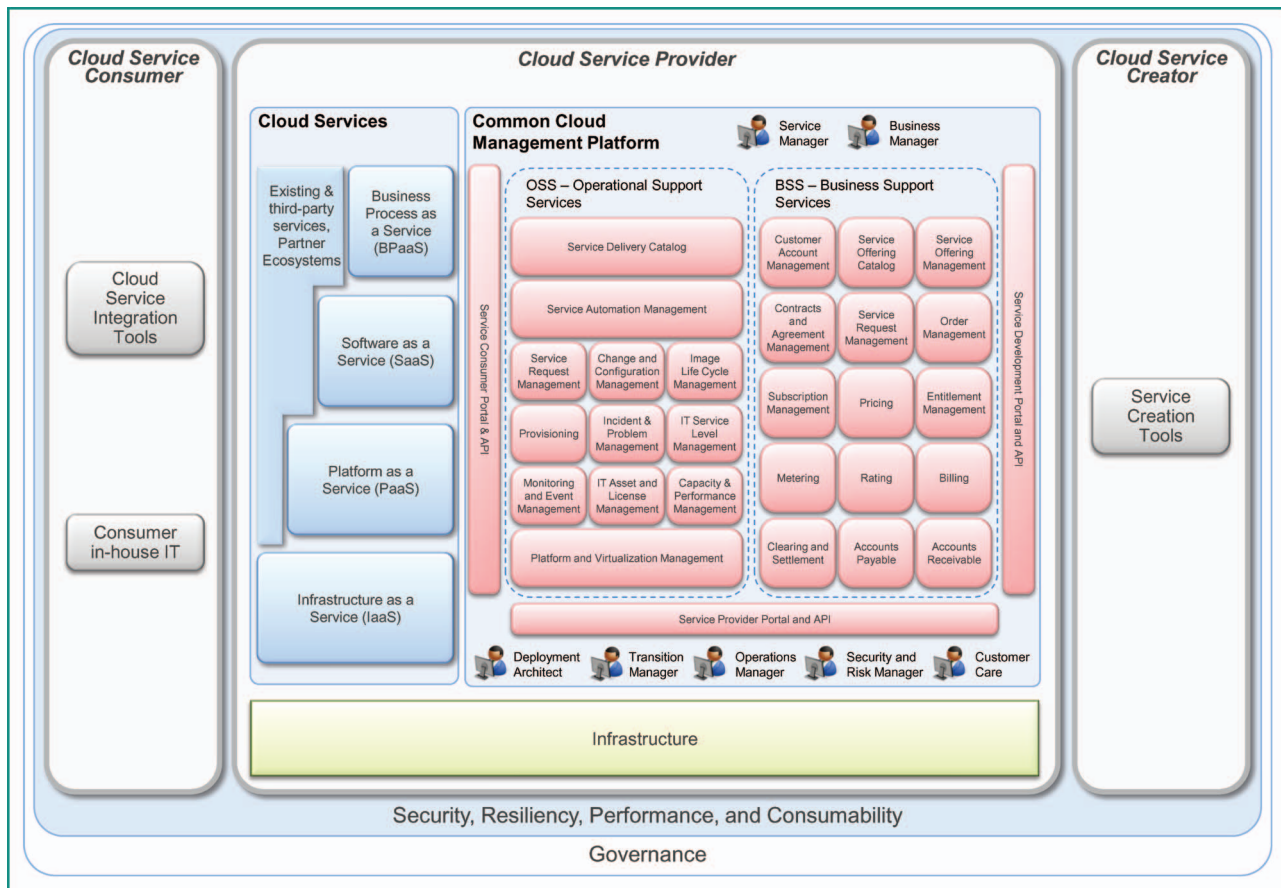 Cloud Service
Consumer
Cloud Service
Integration
Tools
Consumer
in-house IT
Cloud Service Provider
Cloud Services
Existing &
third-party
services,
Partner
Ecosystems
Business
Process as
a Service
(BPaaS)
Software as a
Service (SaaS)
Platform as a
Service (PaaS)
Infrastructure as a
Service (IaaS)
Common Cloud
Management Platform
Service
Manager
Business
Manager
Service Consumer Portal & API
OSS – Operational Support
Services
Service Delivery Catalog
Service Automation Management
Service
Request
Management
Change and
Configuration
Management
Image
Life Cycle
Management
Provisioning
Incident &
Problem
Management
IT Service
Level
Management
Monitoring
and Event
Management
IT Asset and
License
Management
Capacity &
Performance
Management
Platform and Virtualization Management
BSS – Business Support
Services
Customer
Account
Management
Service
Offering
Catalog
Service
Offering
Management
Contracts and
Agreement
Management
Service
Request
Management
Order
Management
Subscription
Management
Pricing
Entitlement
Management
Metering
Rating
Billing
Clearing and
Settlement
Accounts
Payable
Accounts
Receivable
Service Development Portal and API
Service Provider Portal and API
Deployment
Architect
Transition
Manager
Operations
Manager
Security and
Risk Manager
Customer
Care
Infrastructure
Cloud Service
Creator
Service
Creation
Tools
Security, Resiliency, Performance, and Consumability
Governance